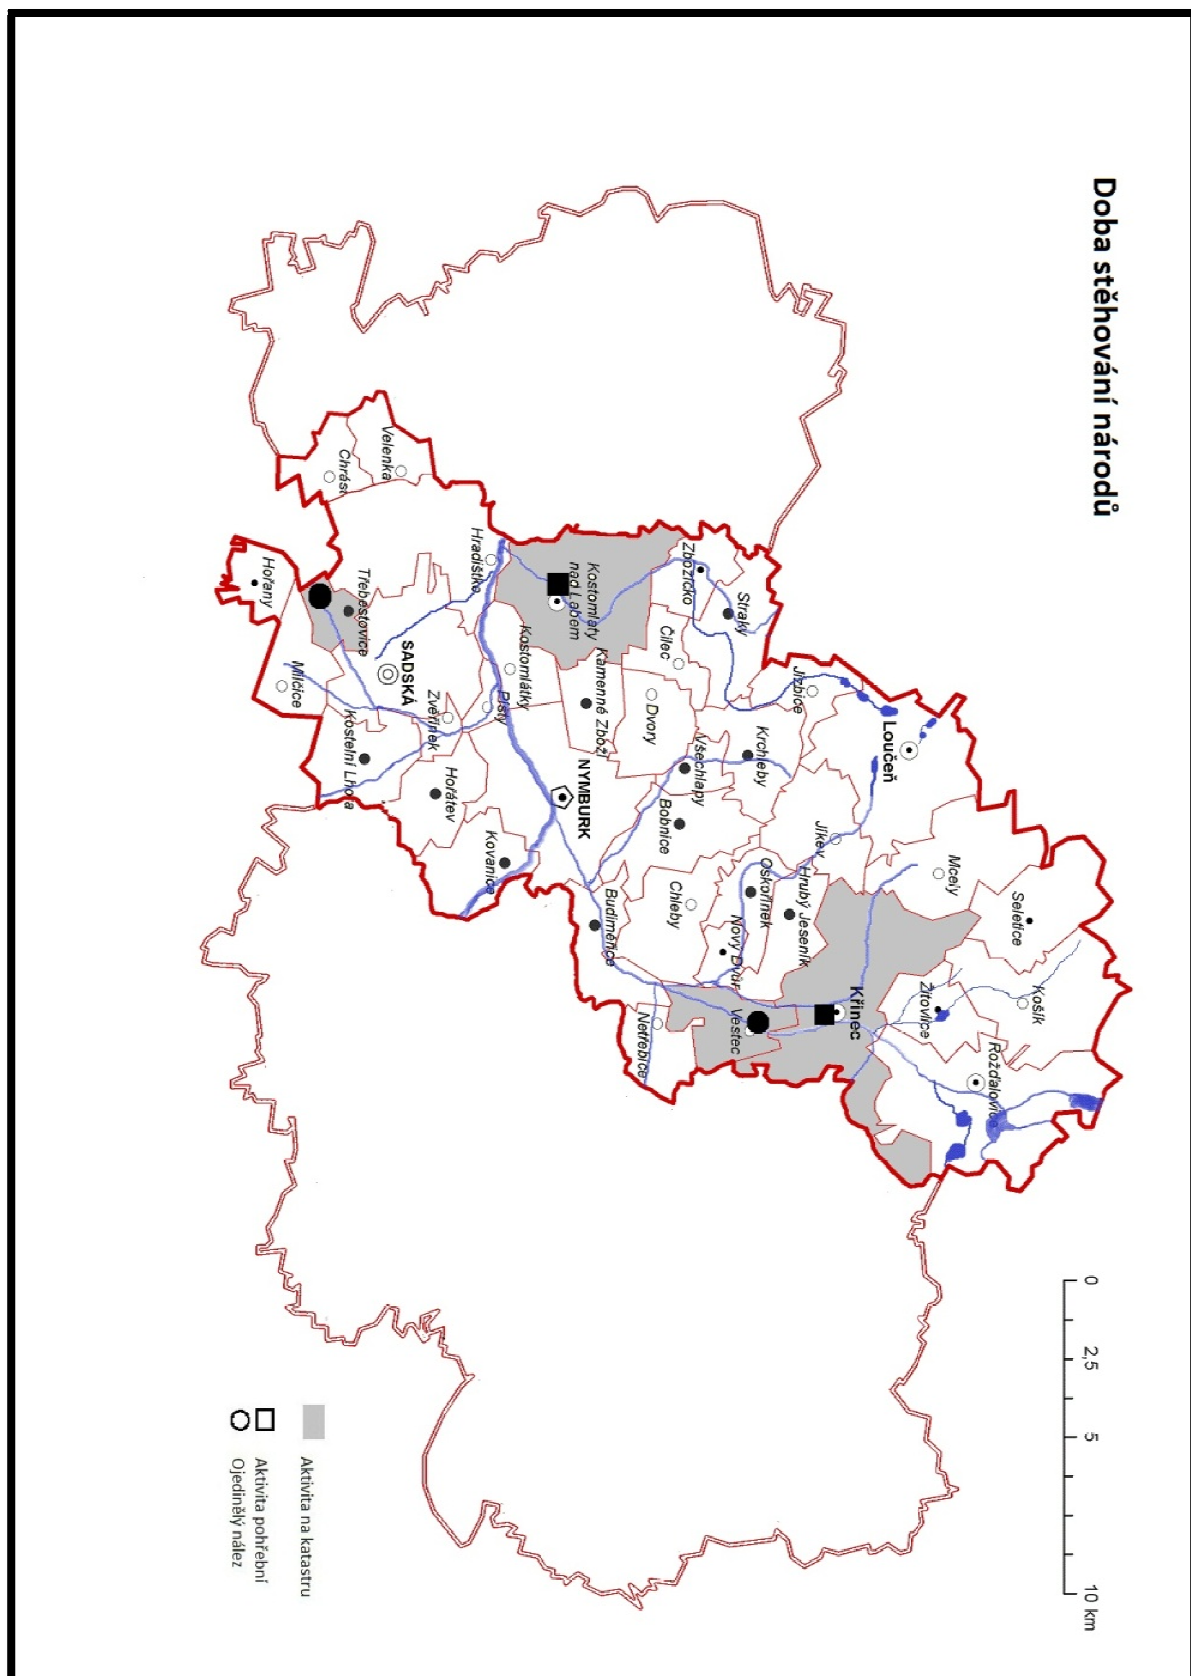 Doba stěhování národů
Seletice
Košík
Mcely
Žitovlice
Rožďalovice
Loučeň
Jizbice
Jíkev
Křinec
Hrubý Jeseník
Straky
Krchleby
Oskořínek
Nový Dvůr
Vestec
Zbožíčko
Čilec
Všechlapy
Dvory
Bobnice
Chleby
Netřebice
Kostomlaty
nad Labem
Kamenné Zboží
NYMBURK
Budiměřice
Hradištko
Kostomlátky
Písty
Kovanice
Velenka
SADSKÁ
Zvěřínek
Hořátev
Chrást
Třebestovice
Kostelní Lhota
Hořany
Milčice
0
2,5
5
10 km
Aktivita na katastru
Aktivita pohřební
Ojedinělý nález